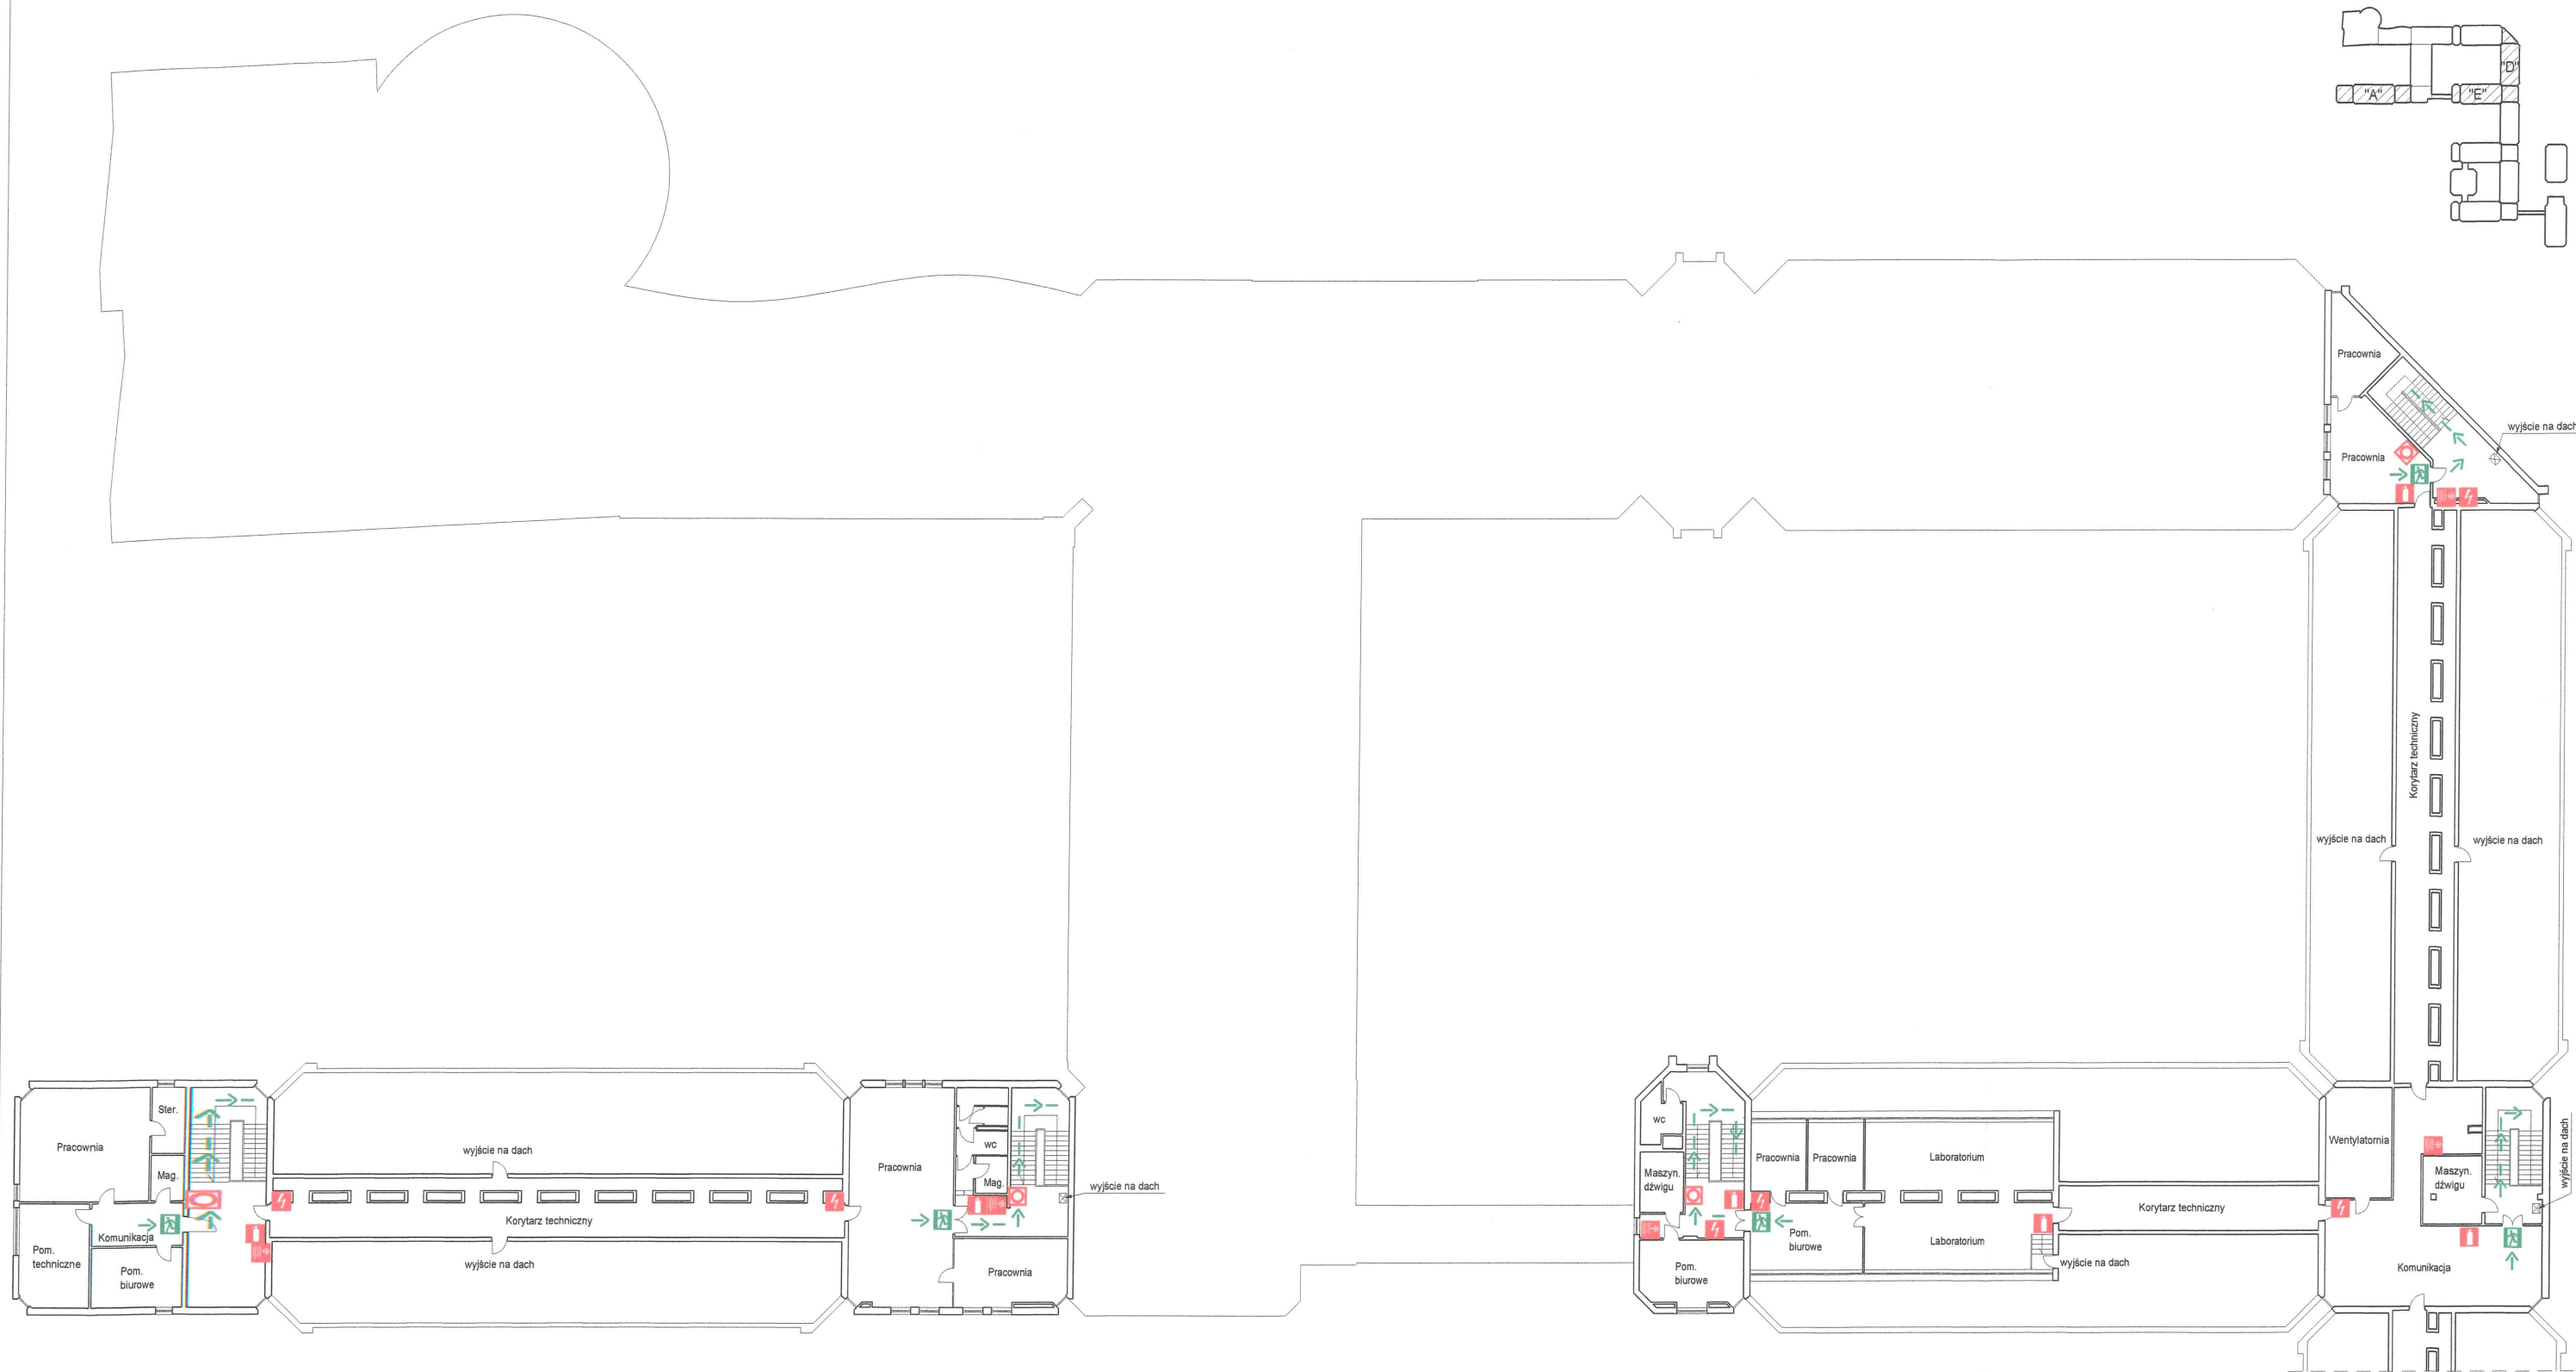 "D"
"A"
"E"
Pracownia
wyjście na dach
Pracownia
Korytarz techniczny
wyjście na dach
wyjście na dach
Ster.
Pracownia
Mag.
Komunikacja
Pom.
techniczne
Pom.
biurowe
wyjście na dach
Korytarz techniczny
wyjście na dach
Pracownia
wc
Mag.
wyjście na dach
Pracownia
wc
Maszyn.
dźwigu
Pom.
biurowe
Pracownia
Pracownia
Laboratorium
Pom.
biurowe
Laboratorium
Korytarz techniczny
wyjście na dach
Wentylatornia
Maszyn.
dźwigu
wyjście na dach
Komunikacja